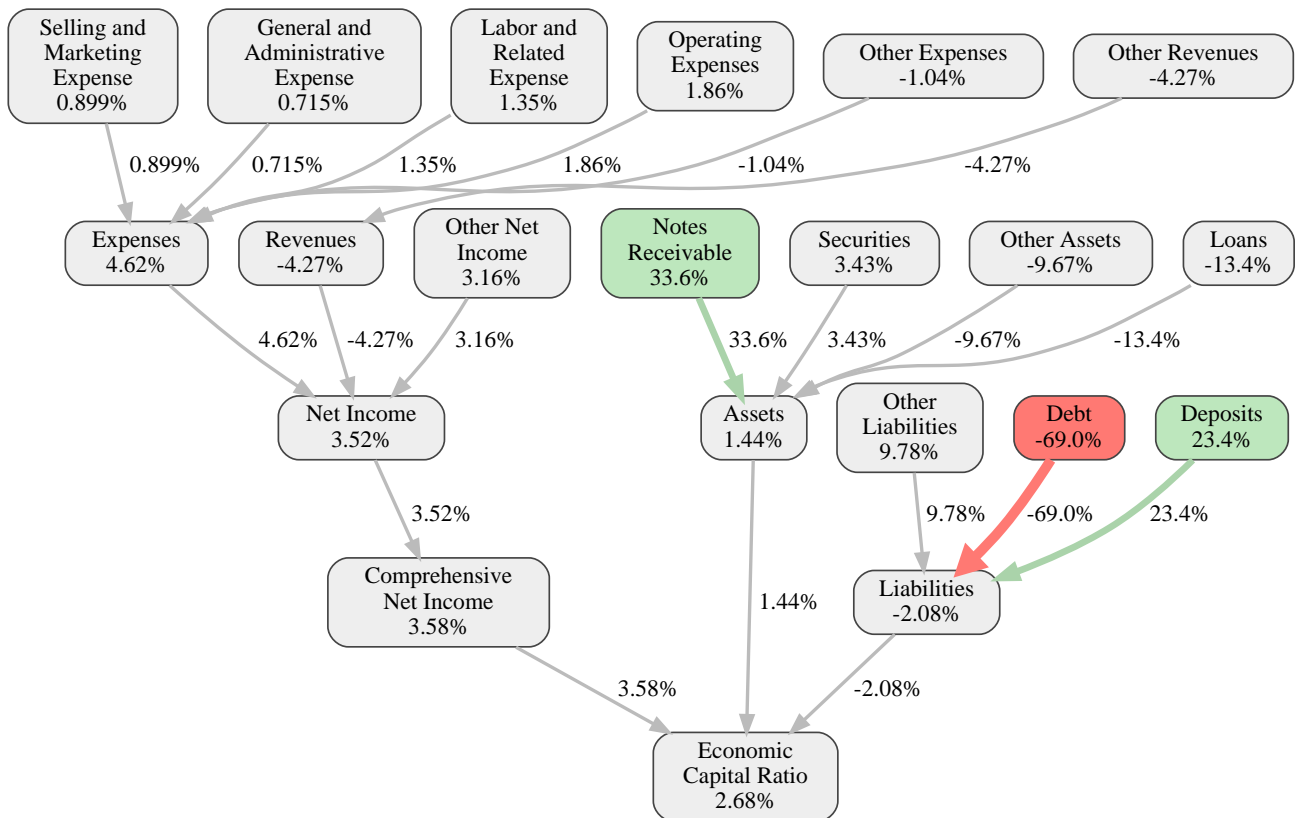 Selling and
Marketing
Expense
0.899%
General and
Administrative
Expense
0.715%
Labor and
Related
Expense
1.35%
Operating
Expenses
1.86%
Other Expenses
-1.04%
Other Revenues
-4.27%
0.899%
0.715%
1.35%
1.86%
-1.04%
-4.27%
Expenses
4.62%
Revenues
-4.27%
Other Net
Income
3.16%
Notes
Receivable
33.6%
Securities
3.43%
Other Assets
-9.67%
Loans
-13.4%
4.62%
-4.27%
3.16%
33.6%
3.43%
-9.67%
-13.4%
Net Income
3.52%
Assets
1.44%
Other
Liabilities
9.78%
Debt
-69.0%
Deposits
23.4%
3.52%
9.78%
-69.0%
23.4%
Comprehensive
Net Income
3.58%
1.44%
Liabilities
-2.08%
3.58%
-2.08%
Economic
Capital Ratio
2.68%